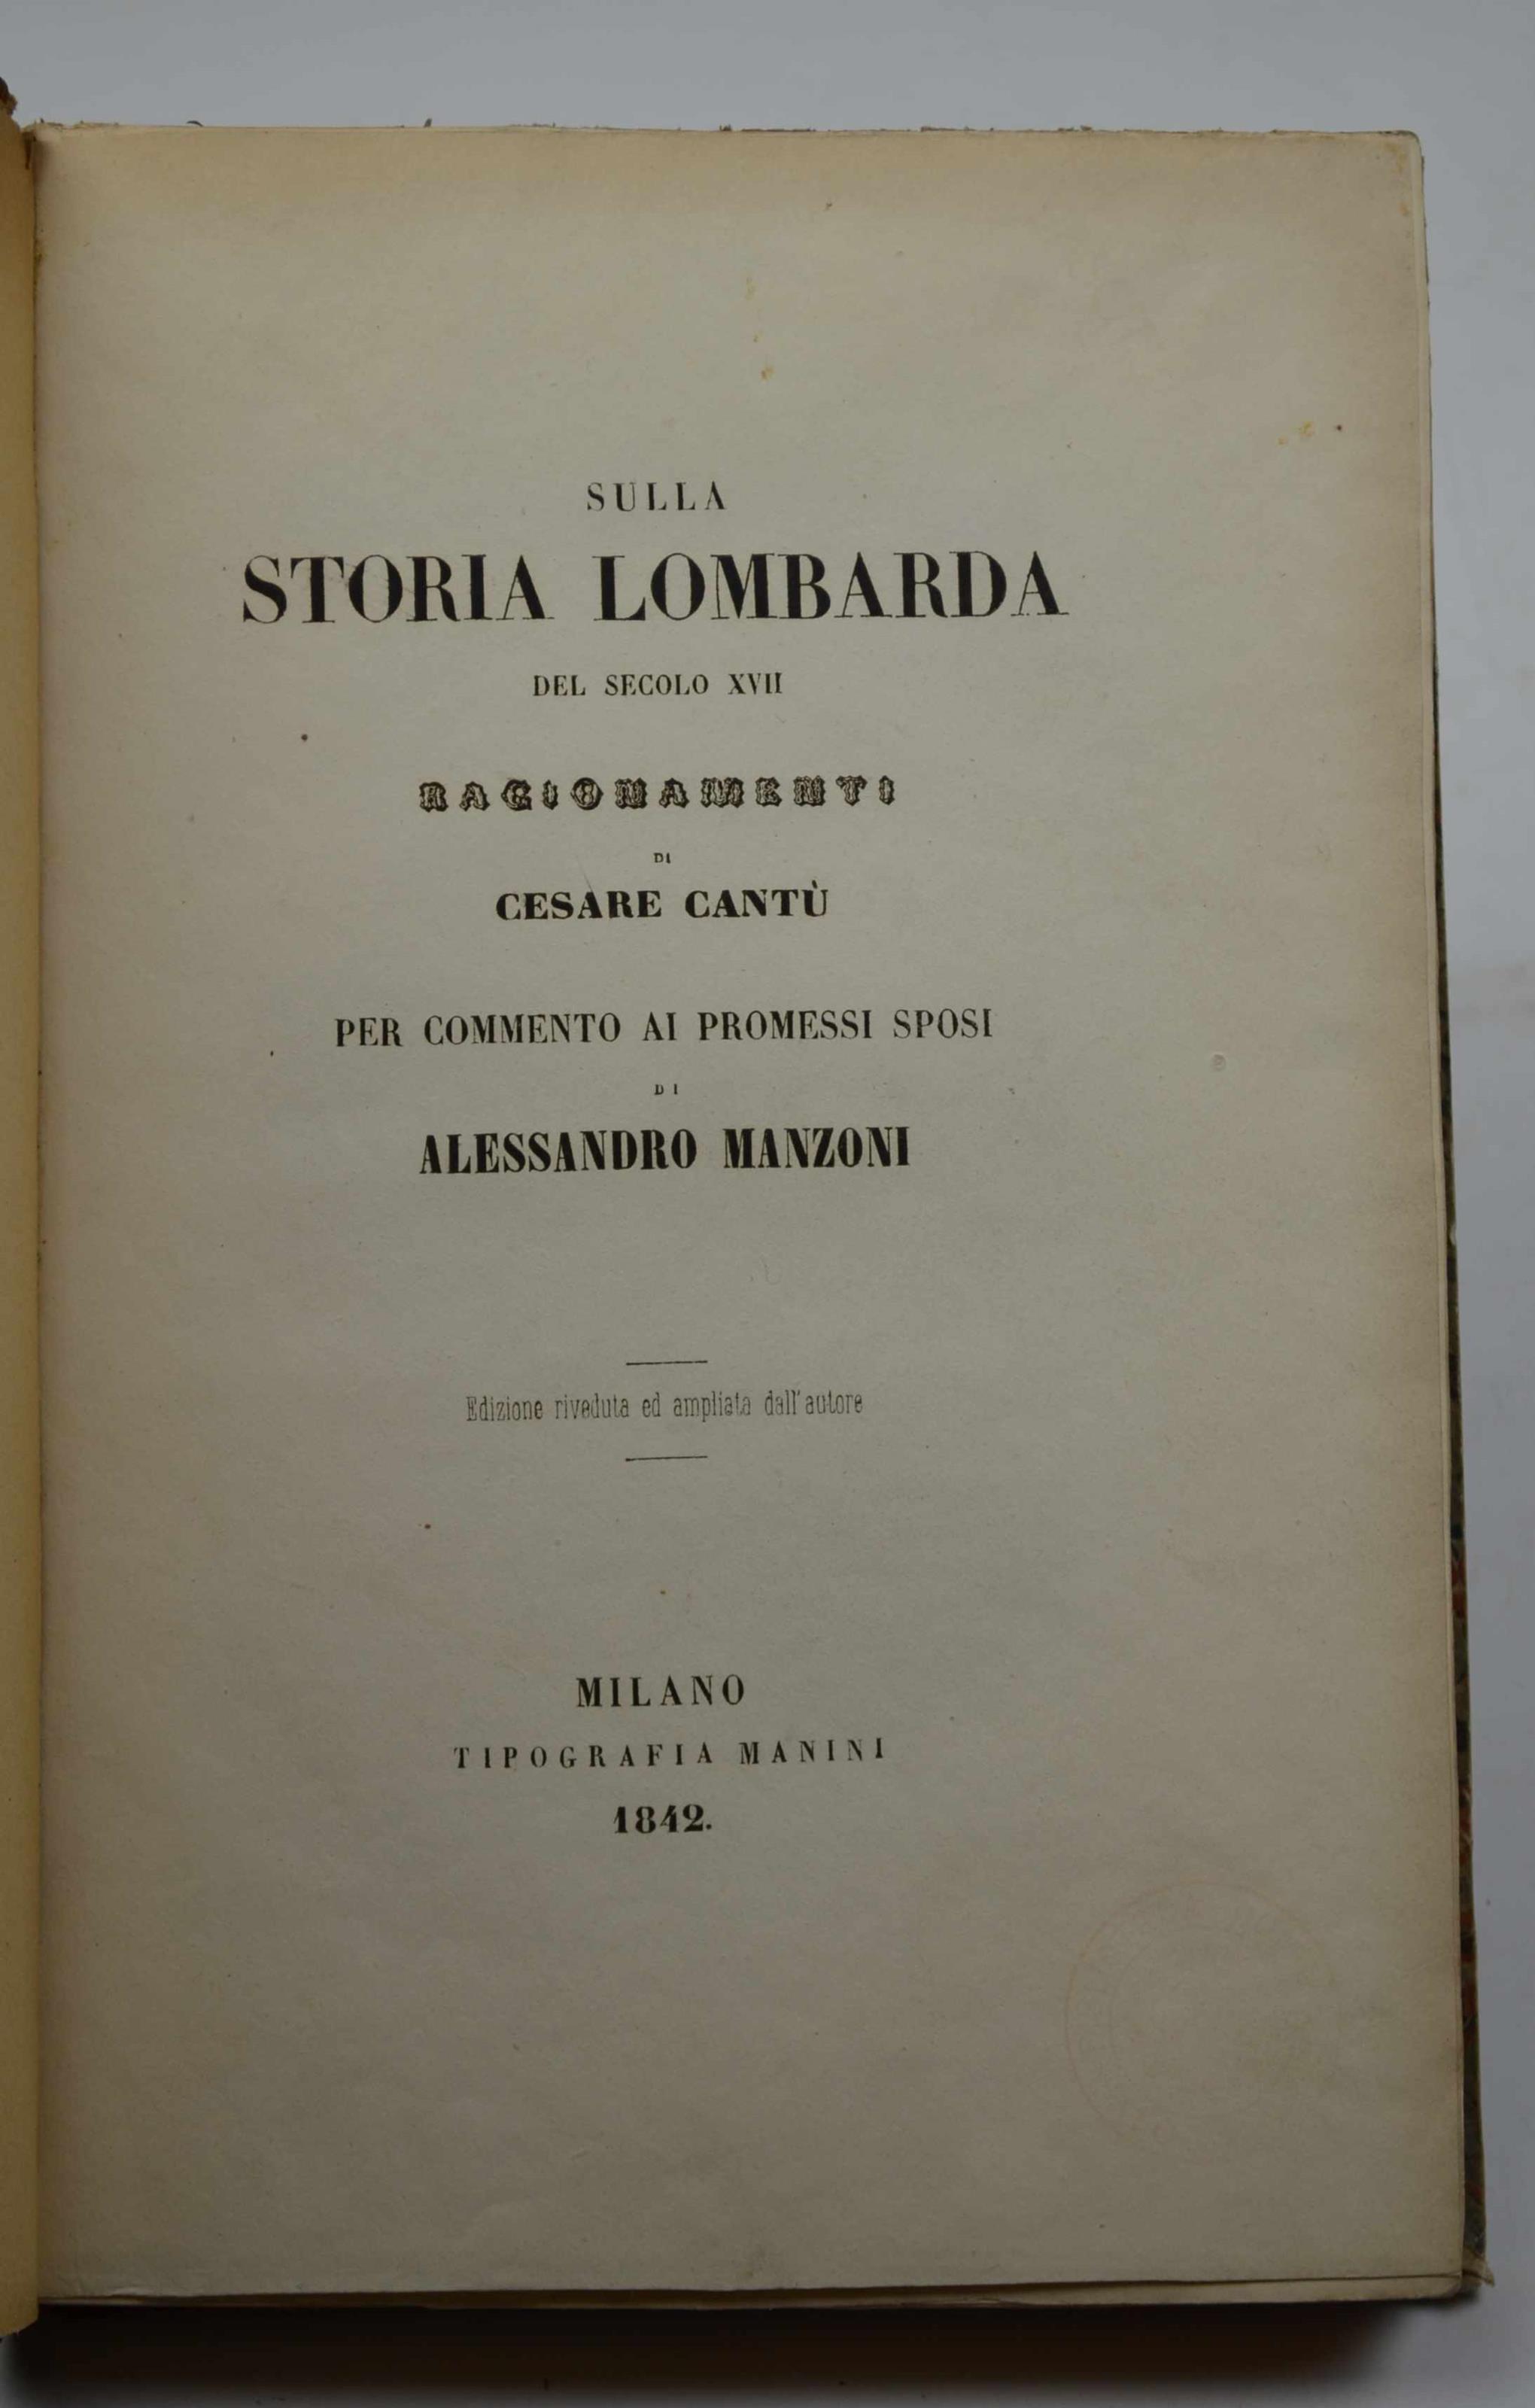 SULLA
STORIA LOMBARDA
DEL SECOLO XVII
RAGIONAMENTI
DI
CESARE CANTÙ
PER COMMENTO AI PROMESSI SPOSI
DI
ALESSANDRO MANZONI
Edizione riveduta ed ampliata dall'autore
MILANO
TIPOGRAFIA MANINI
1842.